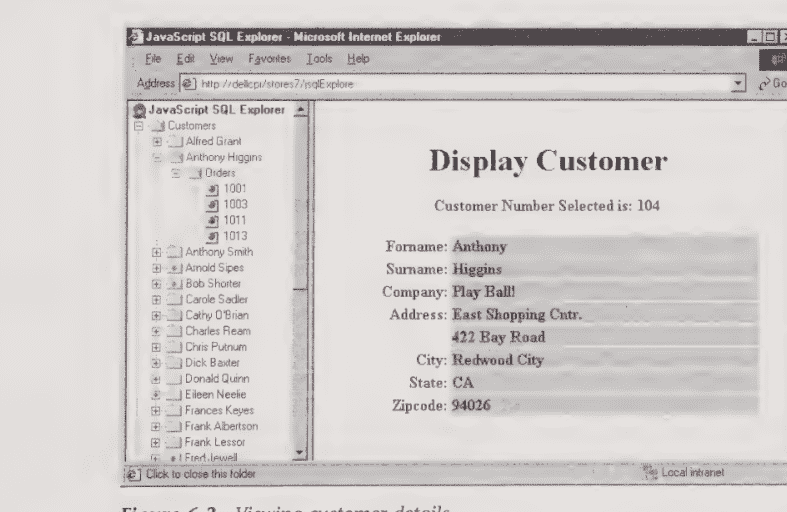 JavaScript SQL Explorer - Microsoft Internet Explorer
File Edit View Favorites Tools Help
Address http://dellcpi/stores7/jsqlExplore Go
JavaScript SQL Explorer
Customers
Alfred Grant
Anthony Higgins
Orders
1001
1003
1011
1013
Anthony Smith
Arnold Sipes
Bob Shorter
Carole Sadler
Cathy O'Brian
Charles Ream
Chris Putnum
Dick Baxter
Donald Quinn
Eileen Neelie
Frances Keyes
Frank Albertson
Frank Lessor
Fred Jewell
Display Customer
Customer Number Selected is: 104
Forname: Anthony
Surname: Higgins
Company: Play Ball!
Address: East Shopping Cntr.
422 Bay Road
City: Redwood City
State: CA
Zipcode: 94026
Click to close this folder
Local intranet
Viewing customer details